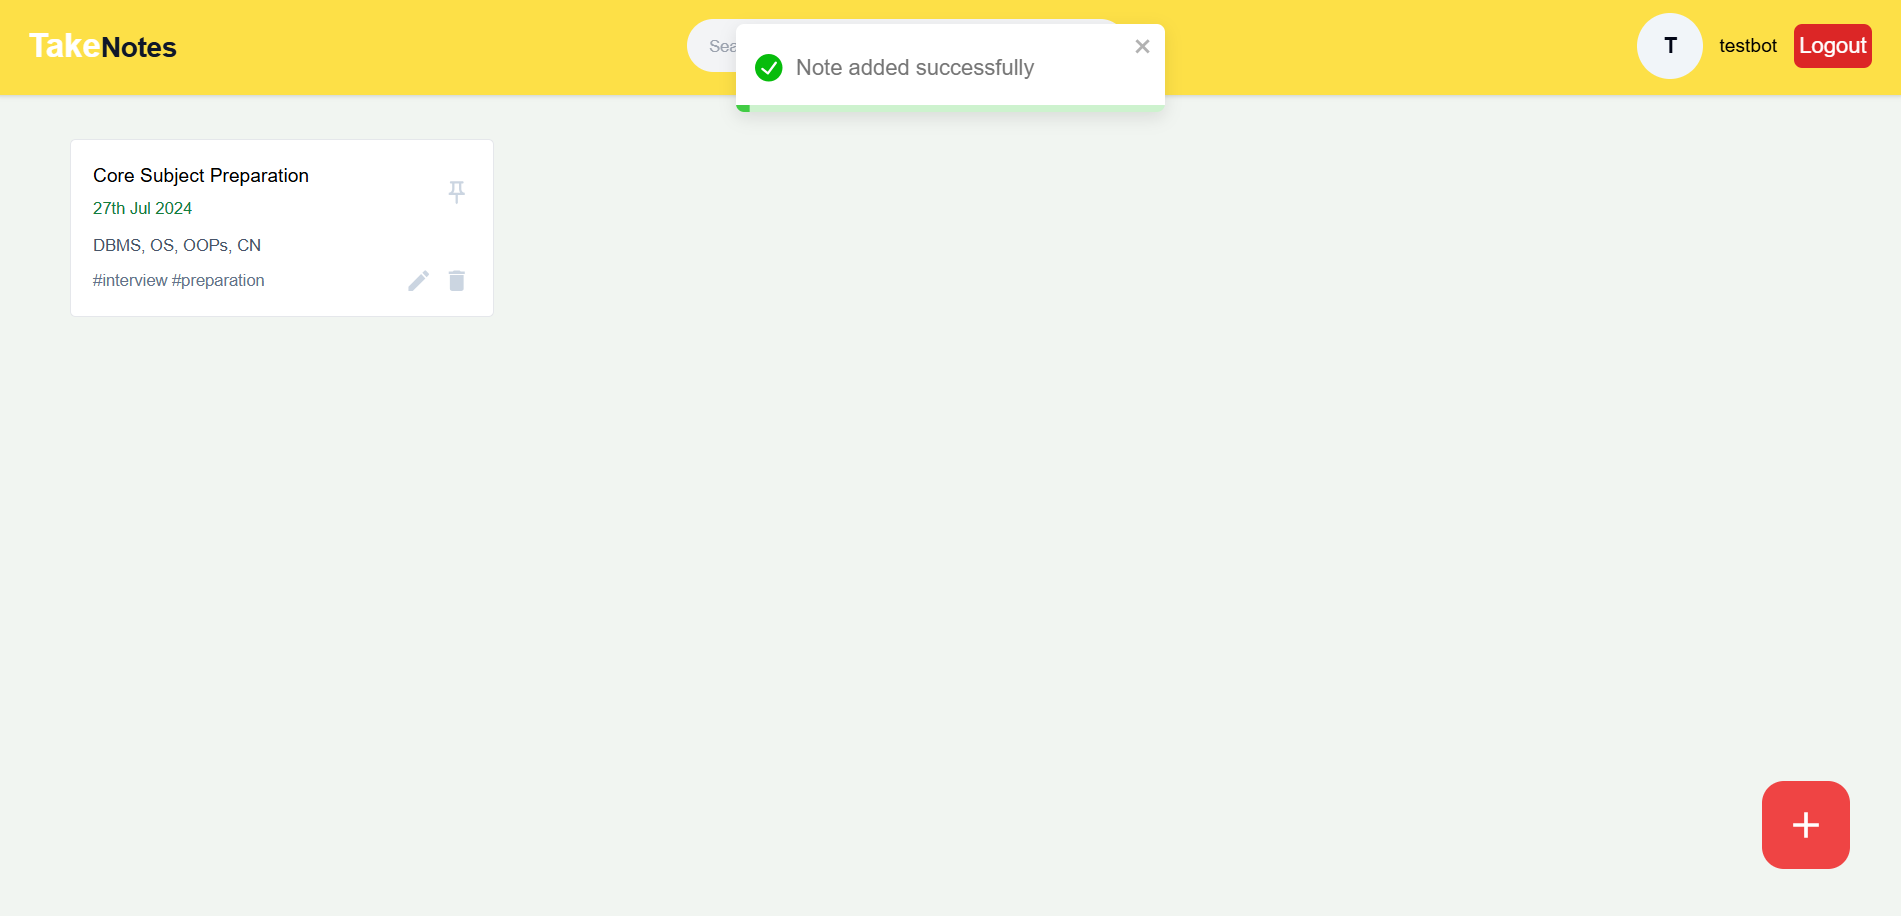 TakeNotes
Sea
Note added successfully
T
testbot
Logout
Core Subject Preparation
27th Jul 2024
DBMS, OS, OOPs, CN
#interview #preparation